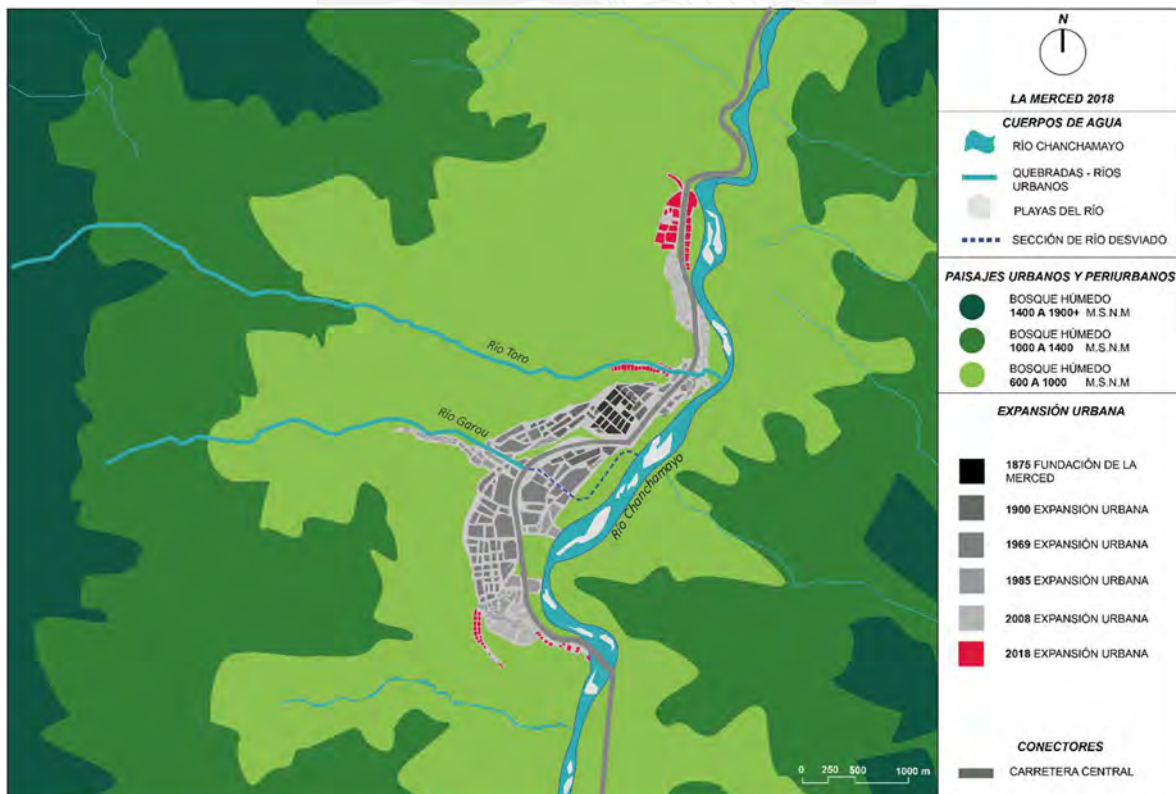 Río Toro
Río Garou
Río Chanchamayo
0 250 500 1000 m
N
LA MERCED 2018
CUERPOS DE AGUA
RÍO CHANCHAMAYO
QUEBRADAS - RÍOS
URBANOS
PLAYAS DEL RÍO
SECCIÓN DE RÍO DESVIADO
PAISAJES URBANOS Y PERIURBANOS
BOSQUE HÚMEDO
1400 A 1900+ M.S.N.M
BOSQUE HÚMEDO
1000 A 1400 M.S.N.M
BOSQUE HÚMEDO
600 A 1000 M.S.N.M
EXPANSIÓN URBANA
1875 FUNDACIÓN DE LA
MERCED
1900 EXPANSIÓN URBANA
1969 EXPANSIÓN URBANA
1985 EXPANSIÓN URBANA
2008 EXPANSIÓN URBANA
2018 EXPANSIÓN URBANA
CONECTORES
CARRETERA CENTRAL